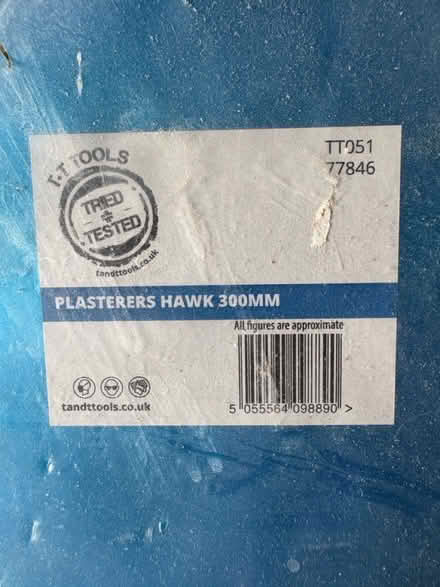 T&T TOOLS
TRIED
&
TESTED
tandttools.co.uk
TT051
77846
PLASTERERS HAWK 300MM
All figures are approximate
tandttools.co.uk
5 055564 098890 >